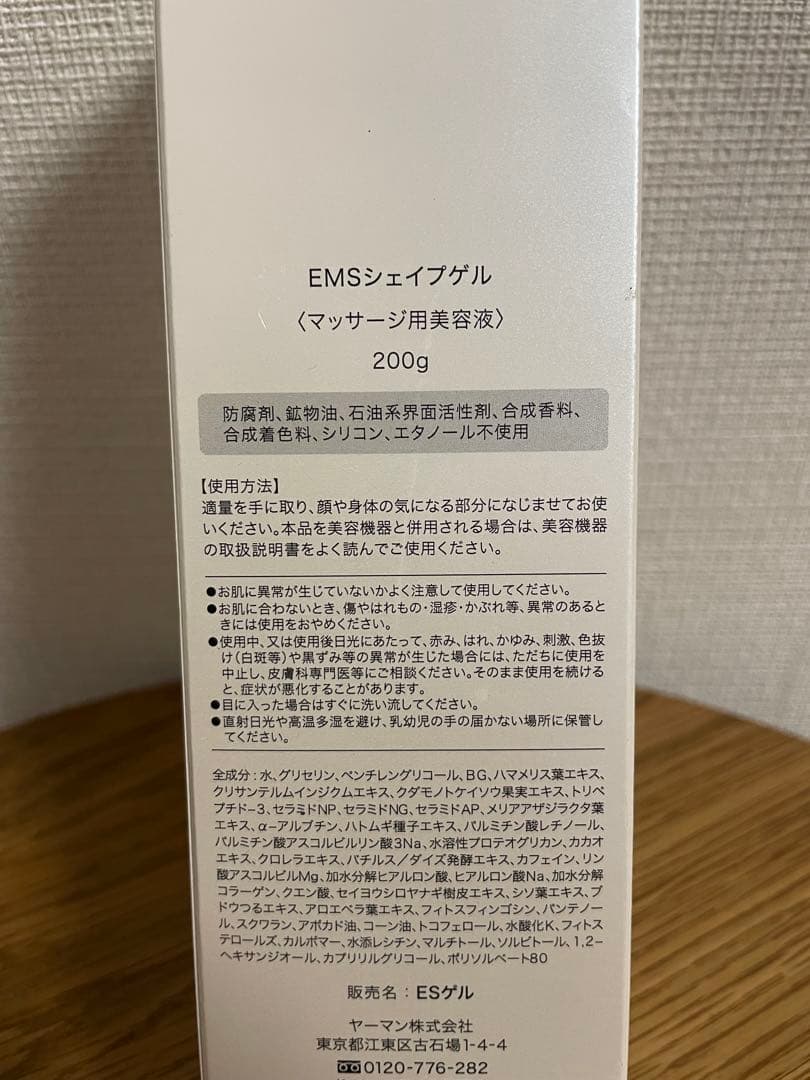 EMSシェイプゲル
〈マッサージ用美容液〉
200g
防腐剤、鉱物油、石油系界面活性剤、合成香料、
合成着色料、シリコン、エタノール不使用
【使用方法】
適量を手に取り、顔や身体の気になる部分になじませてお使
いください。本品を美容機器と併用される場合は、美容機器
の取扱説明書をよく読んでご使用ください。
●お肌に異常が生じていないかよく注意して使用してください。
●お肌に合わないとき、傷やはれもの・湿疹・かぶれ等、異常のあると
きには使用をおやめください。
●使用中、又は使用後日光にあたって、赤み、はれ、かゆみ、刺激、色抜
け(白斑等)や黒ずみ等の異常が生じた場合には、ただちに使用を
中止し、皮膚科専門医等にご相談ください。そのまま使用を続ける
と、症状が悪化することがあります。
●目に入った場合はすぐに洗い流してください。
●直射日光や高温多湿を避け、乳幼児の手の届かない場所に保管し
てください。
全成分:水、グリセリン、ペンチレングリコール、BG、ハマメリス葉エキス、
クリサンテルムインジクムエキス、クダモノトケイソウ果実エキス、トリペ
プチド-3、セラミドNP、セラミドNG、セラミドAP、メリアアザジラクタ葉
エキス、α-アルブチン、ハトムギ種子エキス、パルミチン酸レチノール、
パルミチン酸アスコルビルリン酸3Na、水溶性プロテオグリカン、カカオ
エキス、クロレラエキス、バチルス/ダイズ発酵エキス、カフェイン、リン
酸アスコルビルMg、加水分解ヒアルロン酸、ヒアルロン酸Na、加水分解
コラーゲン、クエン酸、セイヨウシロヤナギ樹皮エキス、シソ葉エキス、ブ
ドウつるエキス、アロエベラ葉エキス、フィトスフィンゴシン、パンテノー
ル、スクワラン、アボカド油、コーン油、トコフェロール、水酸化K、フィトス
テロールズ、カルボマー、水添レシチン、マルチトール、ソルビトール、1,2-
ヘキサンジオール、カプリリルグリコール、ポリソルベート80
販売名:ESゲル
ヤーマン株式会社
東京都江東区古石場1-4-4
0120-776-282